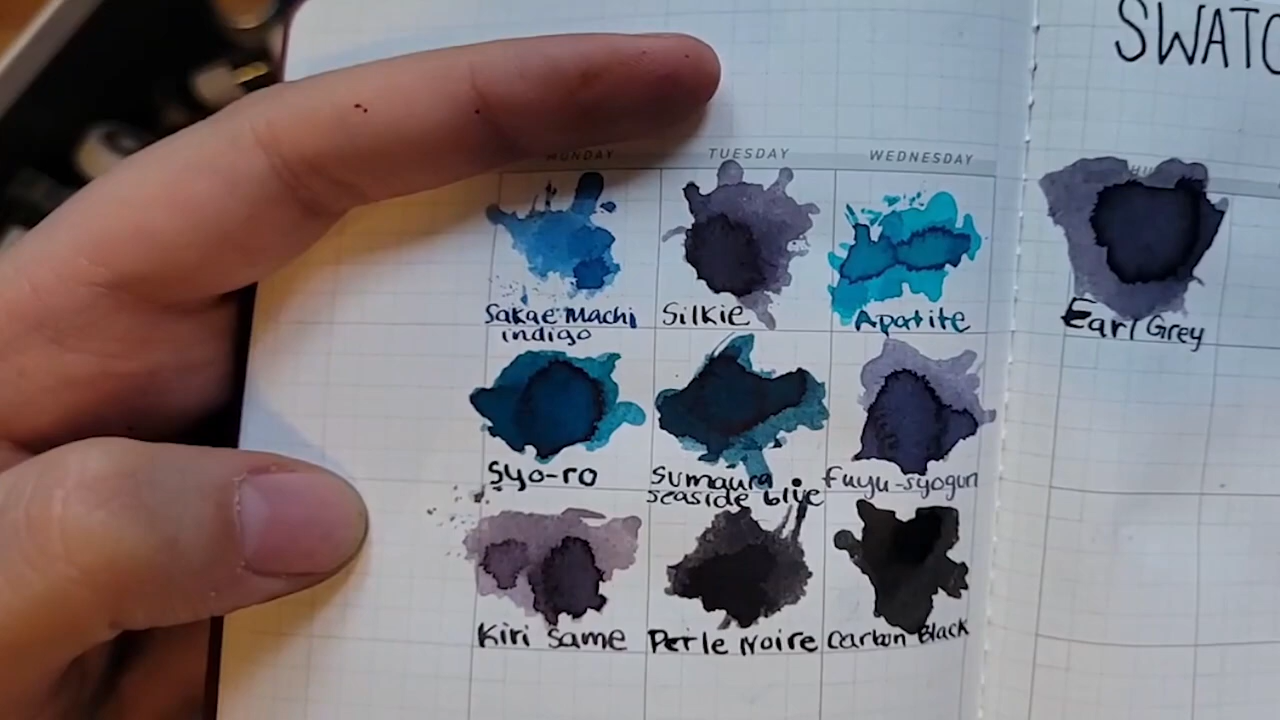 SWATC
MONDAY
TUESDAY
WEDNESDAY
Sakae Machi
indigo
Silkie
Apatite
Earl Grey
Syo-ro
Sumaura
seaside blue
Fuyu-syogun
Kiri Same
Perle Noire
Carbon Black